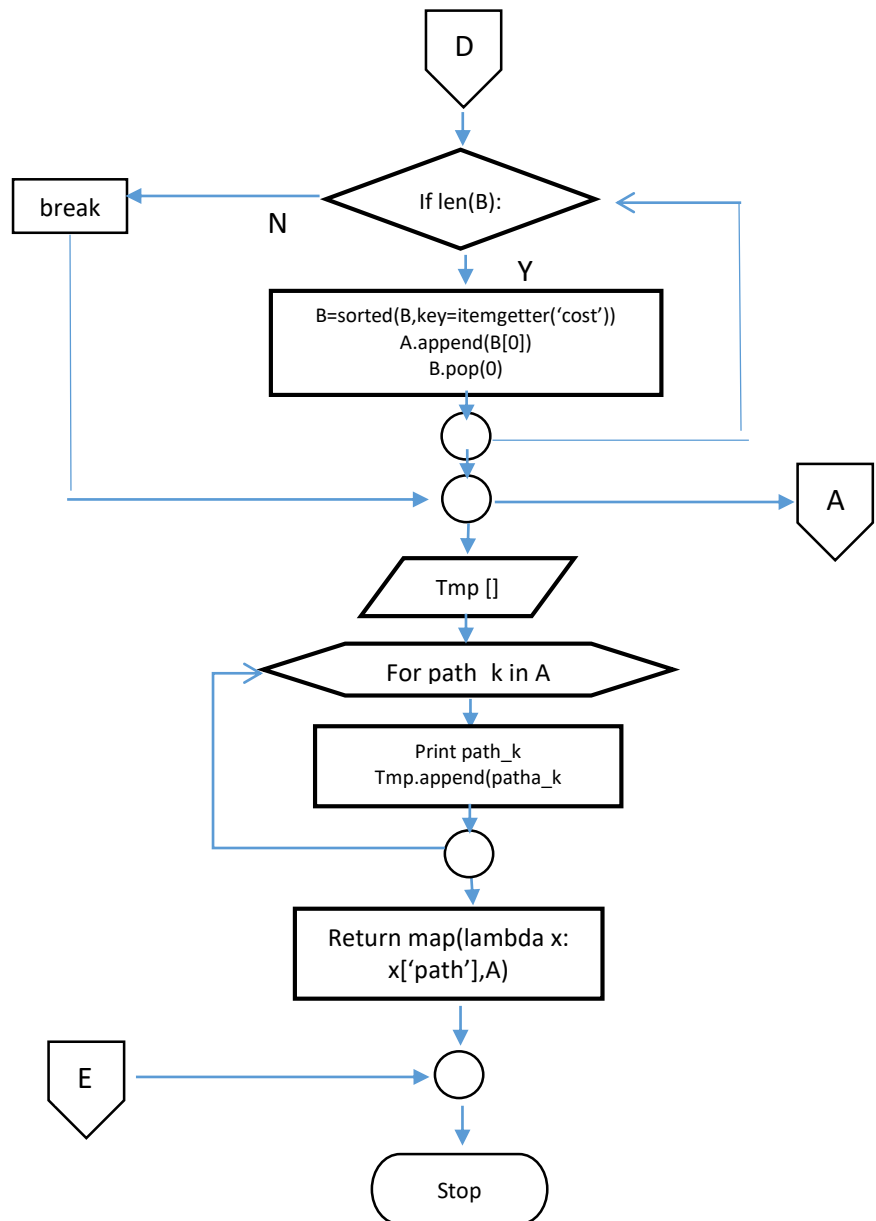 D
If len(B):
break
N
Y
B=sorted(B,key=itemgetter(‘cost’))
A.append(B[0])
B.pop(0)
A
Tmp []
For path  k in A
Print path_k
Tmp.append(patha_k
Return map(lambda x:
x[‘path’],A)
E
Stop